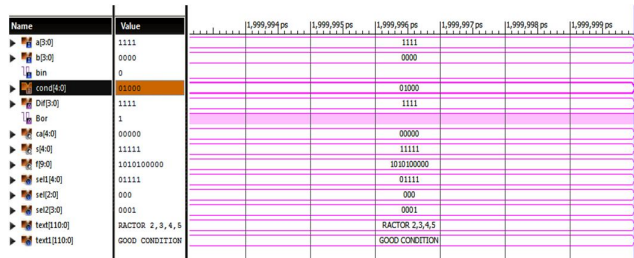 Name Value 1,999,994 ps 1,999,995 ps 1,999,996 ps 1,999,997 ps 1,999,998 ps 1,999,999 ps
a[3:0] 1111 1111
b[3:0] 0000 0000
bin 0
cond[4:0] 01000 01000
Dif[3:0] 1111 1111
Bor 1
ca[4:0] 00000 00000
s[4:0] 11111 11111
f[9:0] 1010100000 1010100000
sel1[4:0] 01111 01111
sel[2:0] 000 000
sel2[3:0] 0001 0001
text[110:0] RACTOR 2,3,4,5 RACTOR 2,3,4,5
text1[110:0] GOOD CONDITION GOOD CONDITION